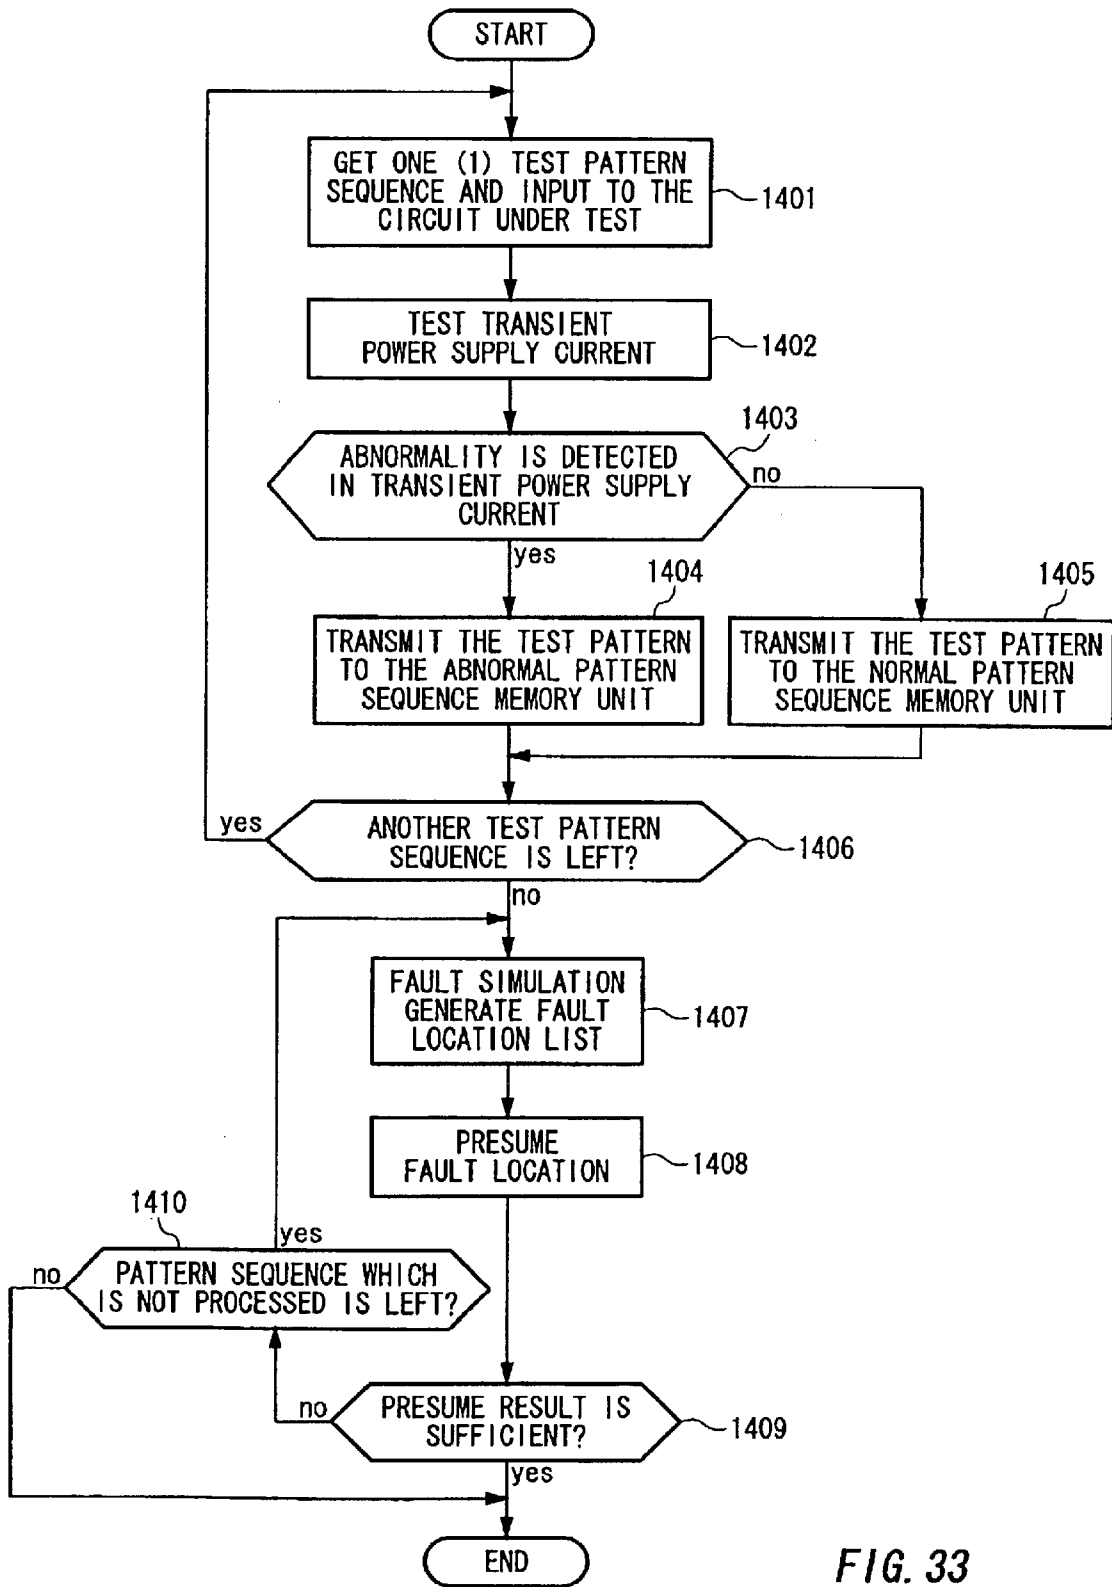 START
GET ONE (1) TEST PATTERN
SEQUENCE AND INPUT TO THE
CIRCUIT UNDER TEST
1401
TEST TRANSIENT
POWER SUPPLY CURRENT
1402
1403
ABNORMALITY IS DETECTED
IN TRANSIENT POWER SUPPLY
CURRENT
no
yes
1404
1405
TRANSMIT THE TEST PATTERN
TO THE ABNORMAL PATTERN
SEQUENCE MEMORY UNIT
TRANSMIT THE TEST PATTERN
TO THE NORMAL PATTERN
SEQUENCE MEMORY UNIT
yes
ANOTHER TEST PATTERN
SEQUENCE IS LEFT?
1406
no
FAULT SIMULATION
GENERATE FAULT
LOCATION LIST
1407
PRESUME
FAULT LOCATION
1408
1410
yes
no
PATTERN SEQUENCE WHICH
IS NOT PROCESSED IS LEFT?
no
PRESUME RESULT IS
SUFFICIENT?
1409
yes
END
FIG. 33